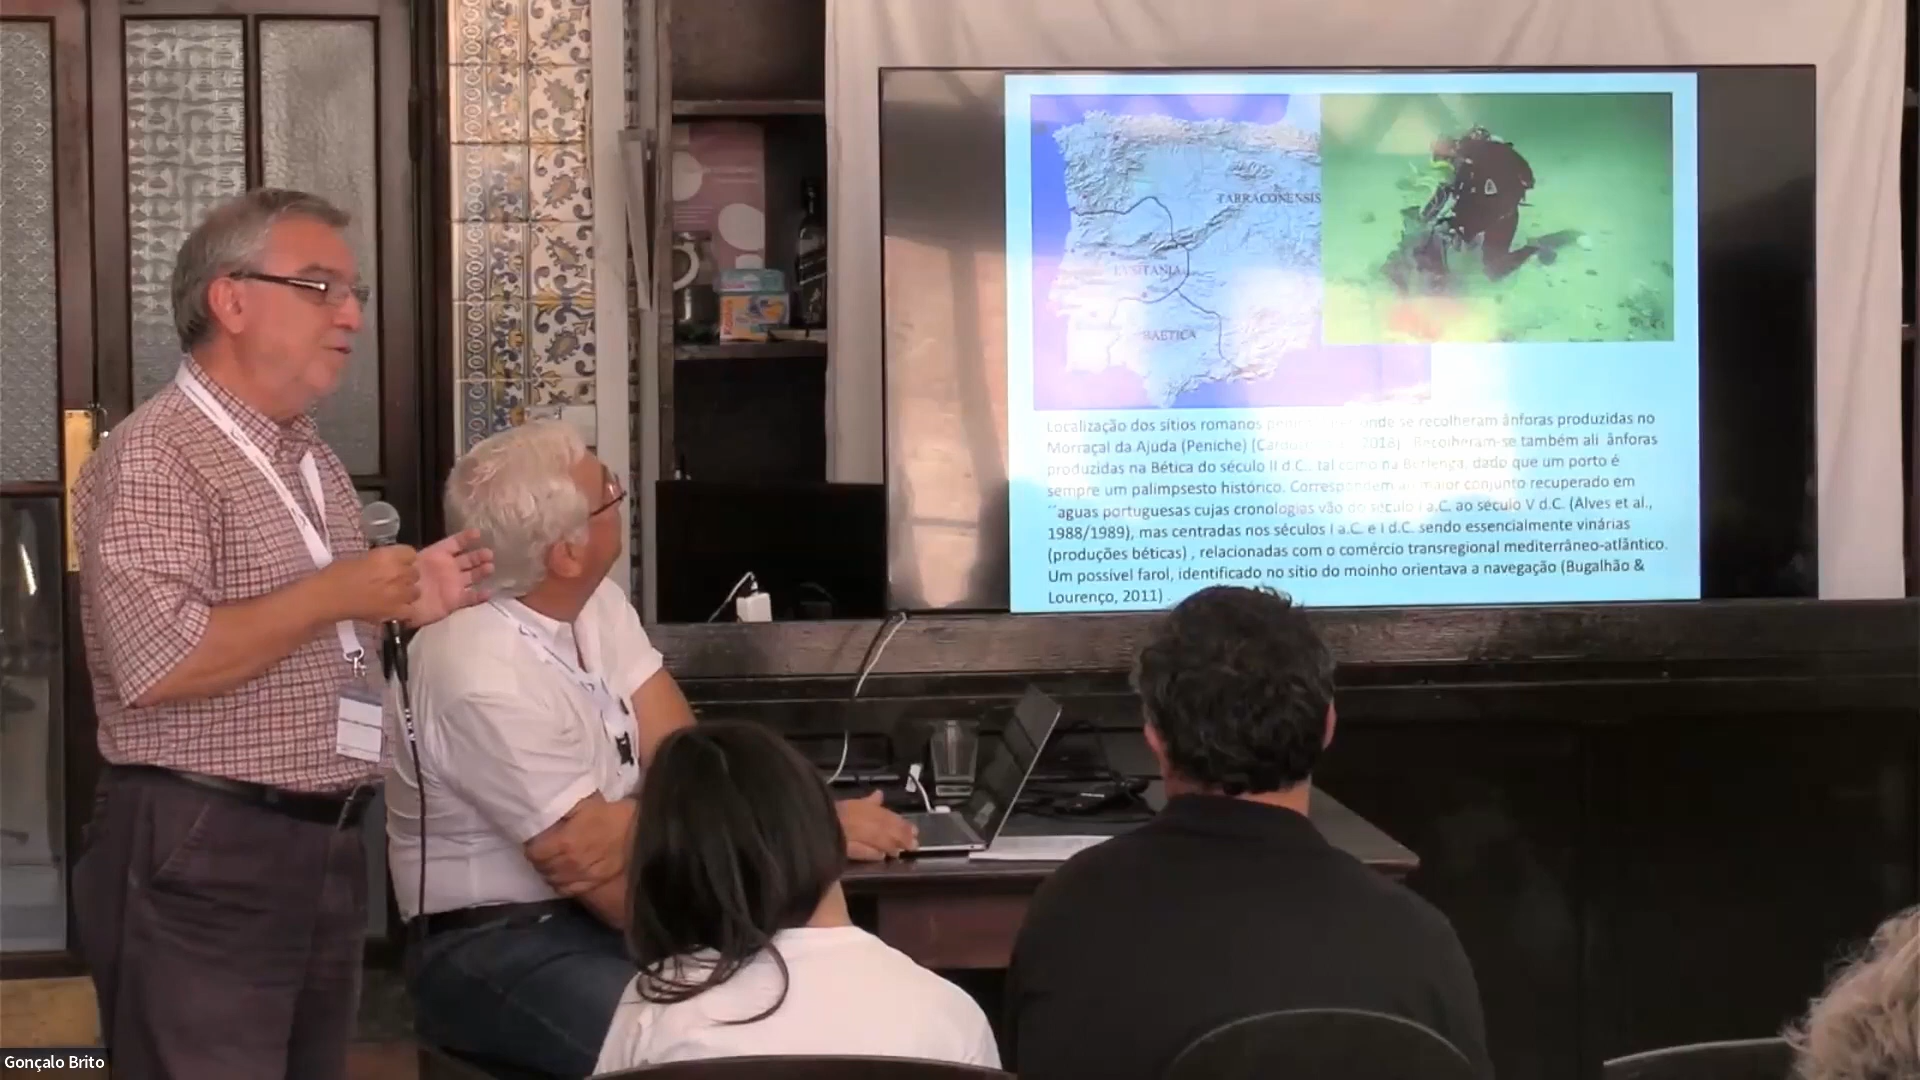 TARRACONENSIS
LVSITANIA
BAETICA
Localização dos sítios romanos onde se recolheram ânforas produzidas no
Morraçal da Ajuda (Peniche) 2018) Recolheram-se também ali ânforas
produzidas na Bética do século II d C., tal como na Berlenga, dado que um porto é
sempre um palimpsesto histórico. Correspondem ao maior conjunto recuperado em
águas portuguesas cujas cronologias vão do século I a.C. ao século V d.C. (Alves et al.,
1988/1989), mas centradas nos séculos I a.C. e I d.C. sendo essencialmente vinárias
(produções béticas) , relacionadas com o comércio transregional mediterrâneo-atlântico.
Um possível farol, identificado no sítio do moinho orientava a navegação (Bugalhão &
Lourenço, 2011) .
Gonçalo Brito